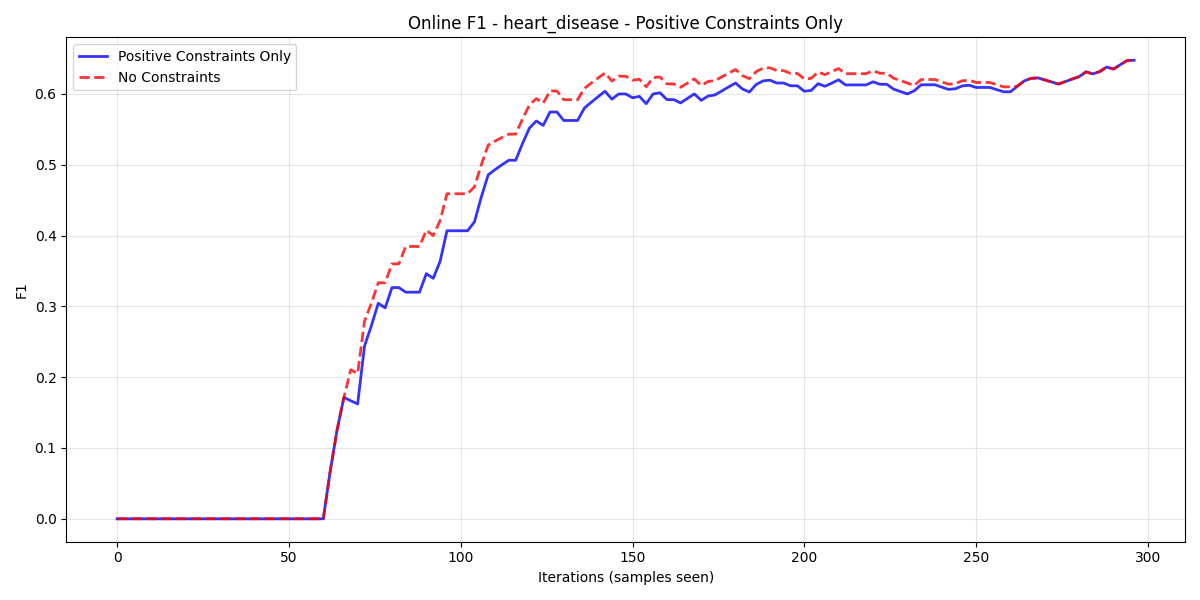 Online F1 - heart_disease - Positive Constraints Only
Positive Constraints Only
No Constraints
F1
0.6
0.5
0.4
0.3
0.2
0.1
0.0
0 50 100 150 200 250 300
Iterations (samples seen)